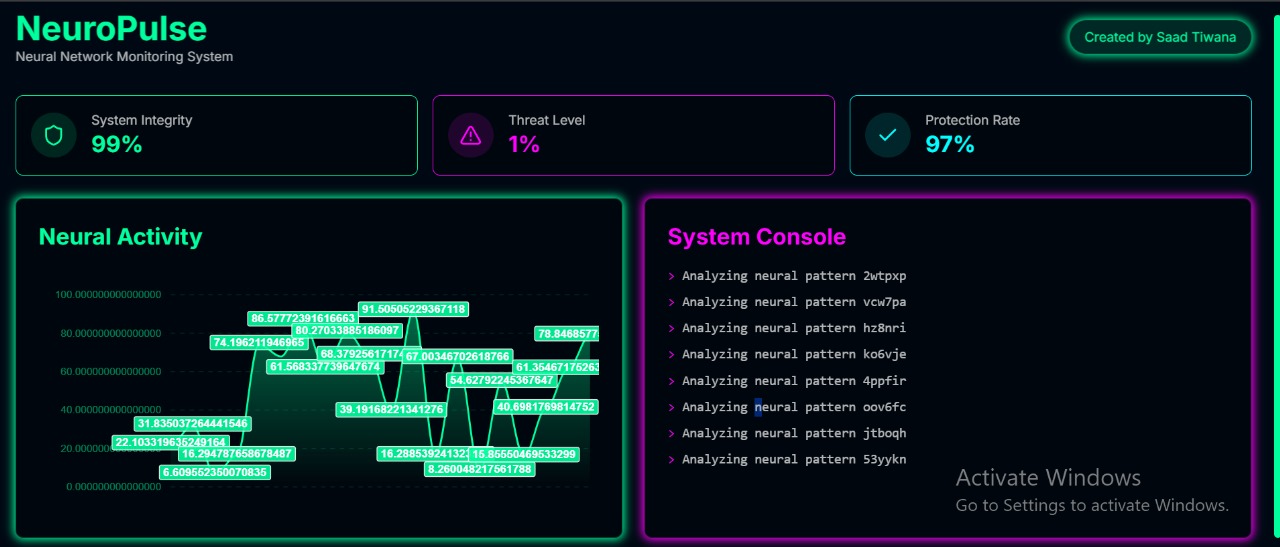 NeuroPulse
Neural Network Monitoring System
Created by Saad Tiwana
System Integrity
99%
Threat Level
1%
Protection Rate
97%
Neural Activity
100.000000000000000
80.000000000000000
60.000000000000000
40.000000000000000
20.000000000000000
0.000000000000000
22.103319635249164
31.835037264441546
6.609552350070835
16.294787658678487
74.196211946965
86.57772391616663
61.568337739647674
80.27033885186097
68.37925617174
39.19168221341276
91.50505229367118
16.28853924132
67.00346702618766
8.260048217561788
15.85550469533299
54.62792245367647
40.6981769814752
61.35467175263
78.8468577
System Console
> Analyzing neural pattern 2wtpxp
> Analyzing neural pattern vcw7pa
> Analyzing neural pattern hz8nri
> Analyzing neural pattern ko6vje
> Analyzing neural pattern 4ppfir
> Analyzing neural pattern oov6fc
> Analyzing neural pattern jtboqh
> Analyzing neural pattern 53yykn
Activate Windows
Go to Settings to activate Windows.